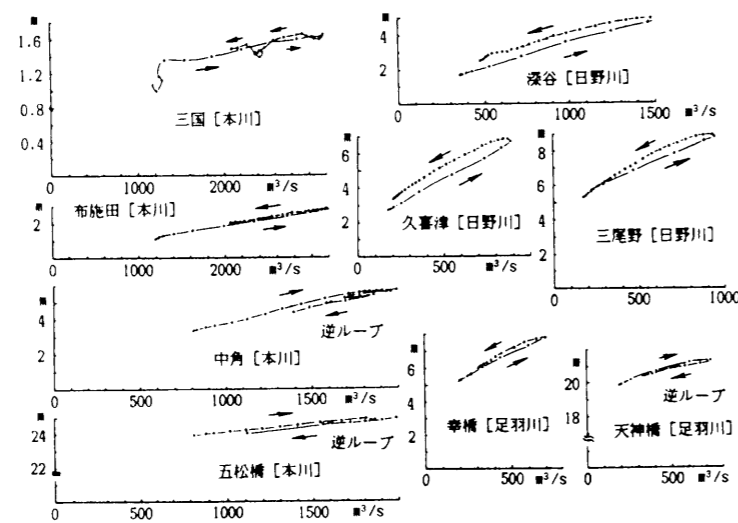 m
1.6
1.2
0.8
0.4
三国［本川］
1000
2000
m³/s
m
4
2
深谷［日野川］
0
500
1000
1500
m³/s
布施田［本川］
m
2
0
1000
2000
m³/s
m
6
4
2
久喜津［日野川］
0
500
m³/s
m
8
6
4
2
三尾野［日野川］
0
500
1000
m
4
2
逆ループ
中角［本川］
0
500
1000
1500
m³/s
m
24
22
逆ループ
五松橋［本川］
0
500
1000
1500
m³/s
m
6
4
2
幸橋［足羽川］
0
500
m³/s
m
20
18
逆ループ
天神橋［足羽川］
0
500
m³/s